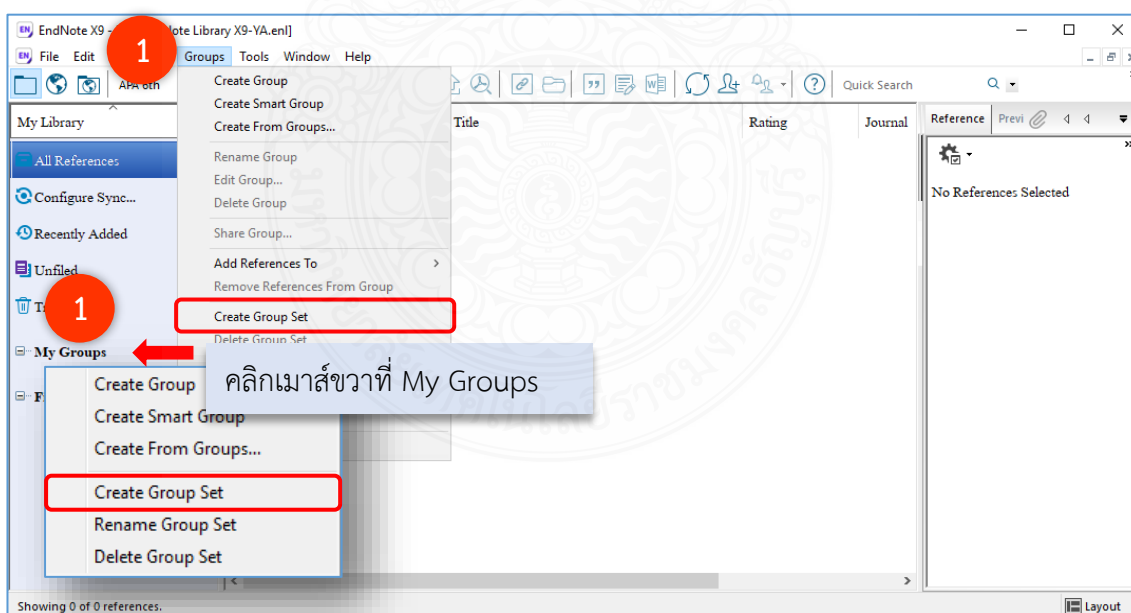 EndNote X9 - ote Library X9-YA.enl]
File Edit Groups Tools Window Help
1
APA 6th
Quick Search
My Library
Title
Rating
Journal
Reference
Previ
All References
Configure Sync...
Recently Added
Unfiled
1
My Groups
Create Group
Create Smart Group
Create From Groups...
Rename Group
Edit Group...
Delete Group
Share Group...
Add References To
Remove References From Group
Create Group Set
Delete Group Set
No References Selected
คลิกเมาส์ขวาที่ My Groups
Create Group
Create Smart Group
Create From Groups...
Create Group Set
Rename Group Set
Delete Group Set
Showing 0 of 0 references.
Layout